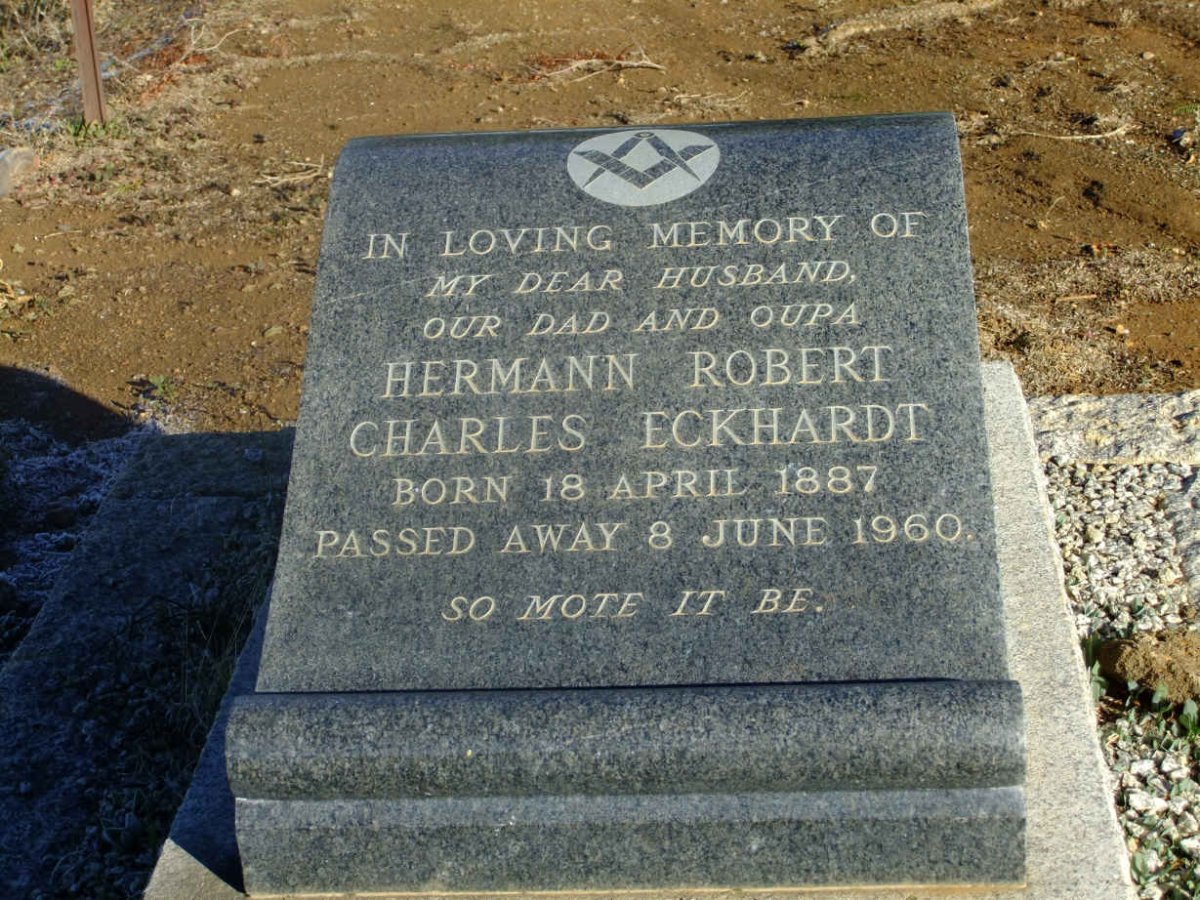 IN LOVING MEMORY OF
MY DEAR HUSBAND,
OUR DAD AND OUPA
HERMANN ROBERT
CHARLES ECKHARDT
BORN 18 APRIL 1887
PASSED AWAY 8 JUNE 1960.
SO MOTE IT BE.